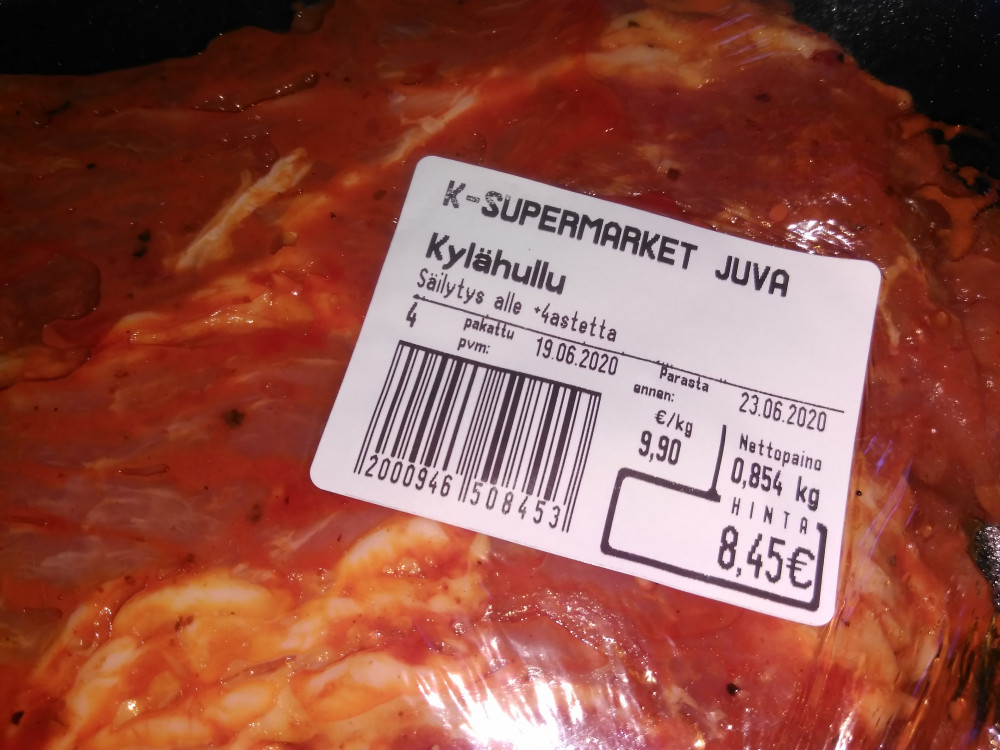 K-SUPERMARKET JUVA
Kylähullu
Säilytys alle +4astetta
4 pakattu pvm: 19.06.2020 Parasta ennen: 23.06.2020
€/kg Nettopaino
9,90 0,854 kg
HINTA
8,45€
2000946 508453